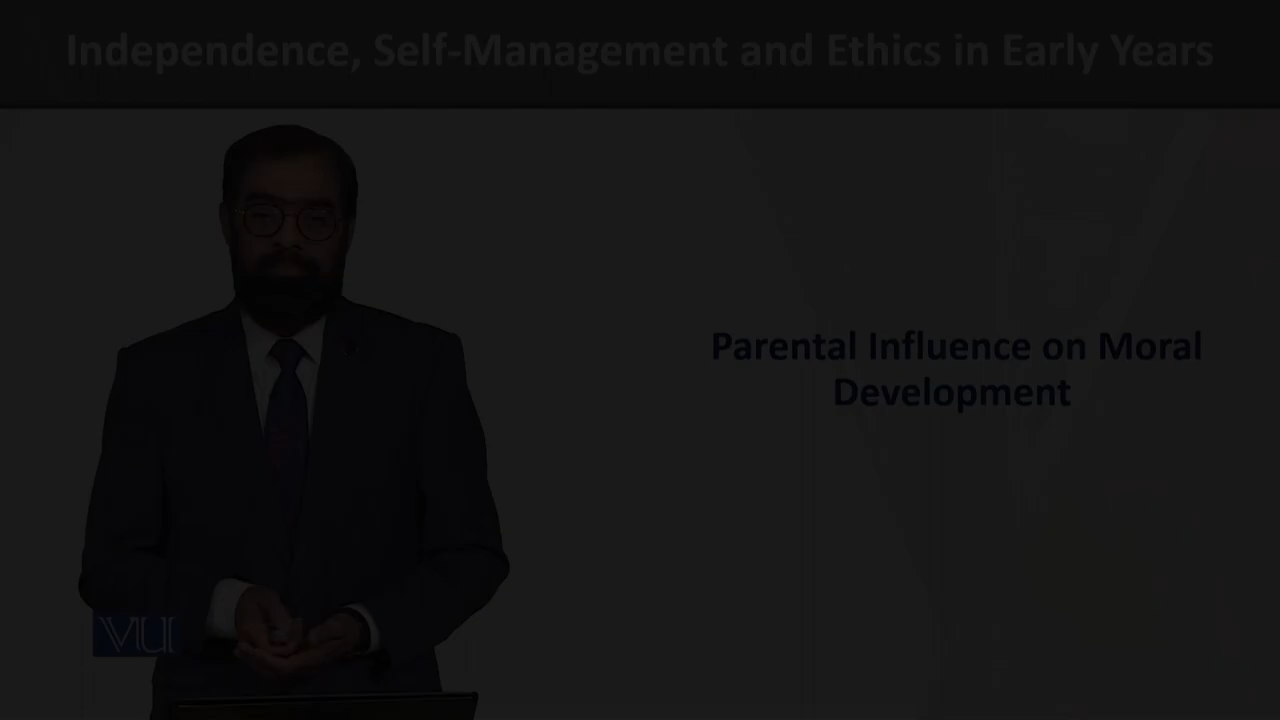 Independence, Self-Management and Ethics in Early Years
Parental Influence on Moral
Development
VU